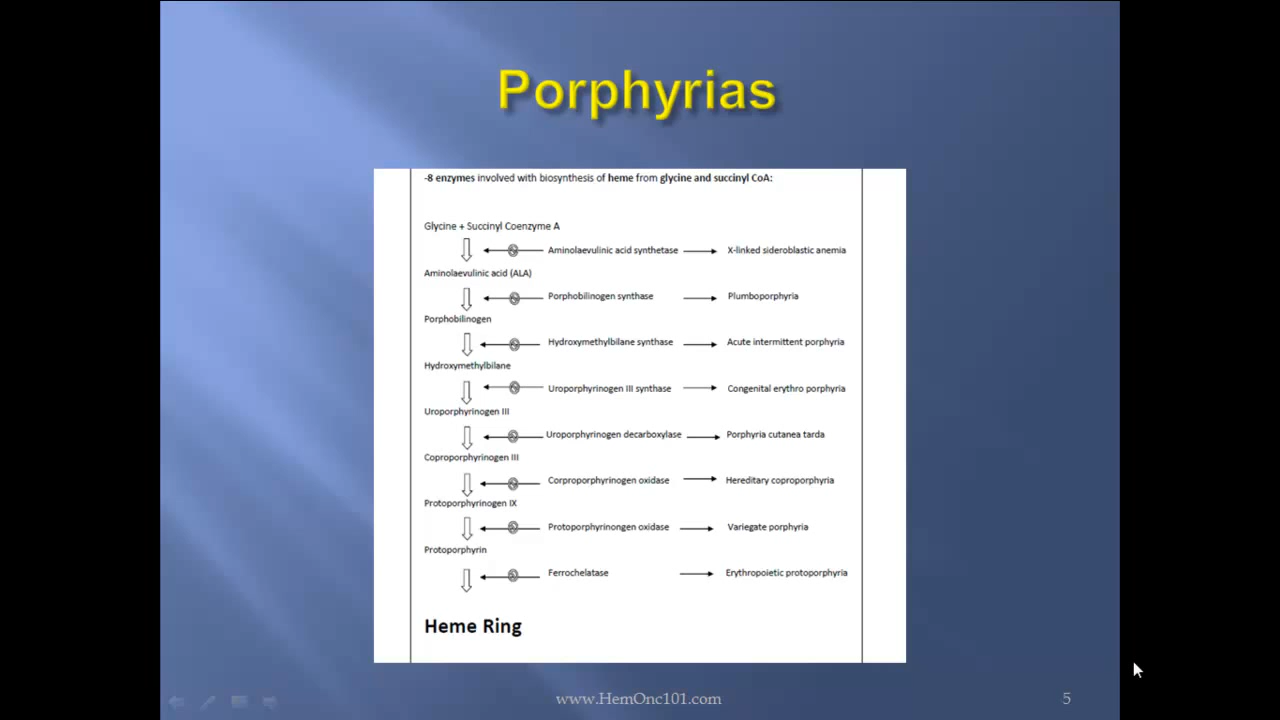 Porphyrias
-8 enzymes involved with biosynthesis of heme from glycine and succinyl CoA:
Glycine + Succinyl Coenzyme A
Aminolaevulinic acid synthetase X-linked sideroblastic anemia
Aminolaevulinic acid (ALA)
Porphobilinogen synthase Plumboporphyria
Porphobilinogen
Hydroxymethylbilane synthase Acute intermittent porphyria
Hydroxymethylbilane
Uroporphyrinogen III synthase Congenital erythro porphyria
Uroporphyrinogen III
Uroporphyrinogen decarboxylase Porphyria cutanea tarda
Coproporphyrinogen III
Corproporphyrinogen oxidase Hereditary coproporphyria
Protoporphyrinogen IX
Protoporphyrinongen oxidase Variegate porphyria
Protoporphyrin
Ferrochelatase Erythropoietic protoporphyria
Heme Ring
www.HemOnc101.com 5